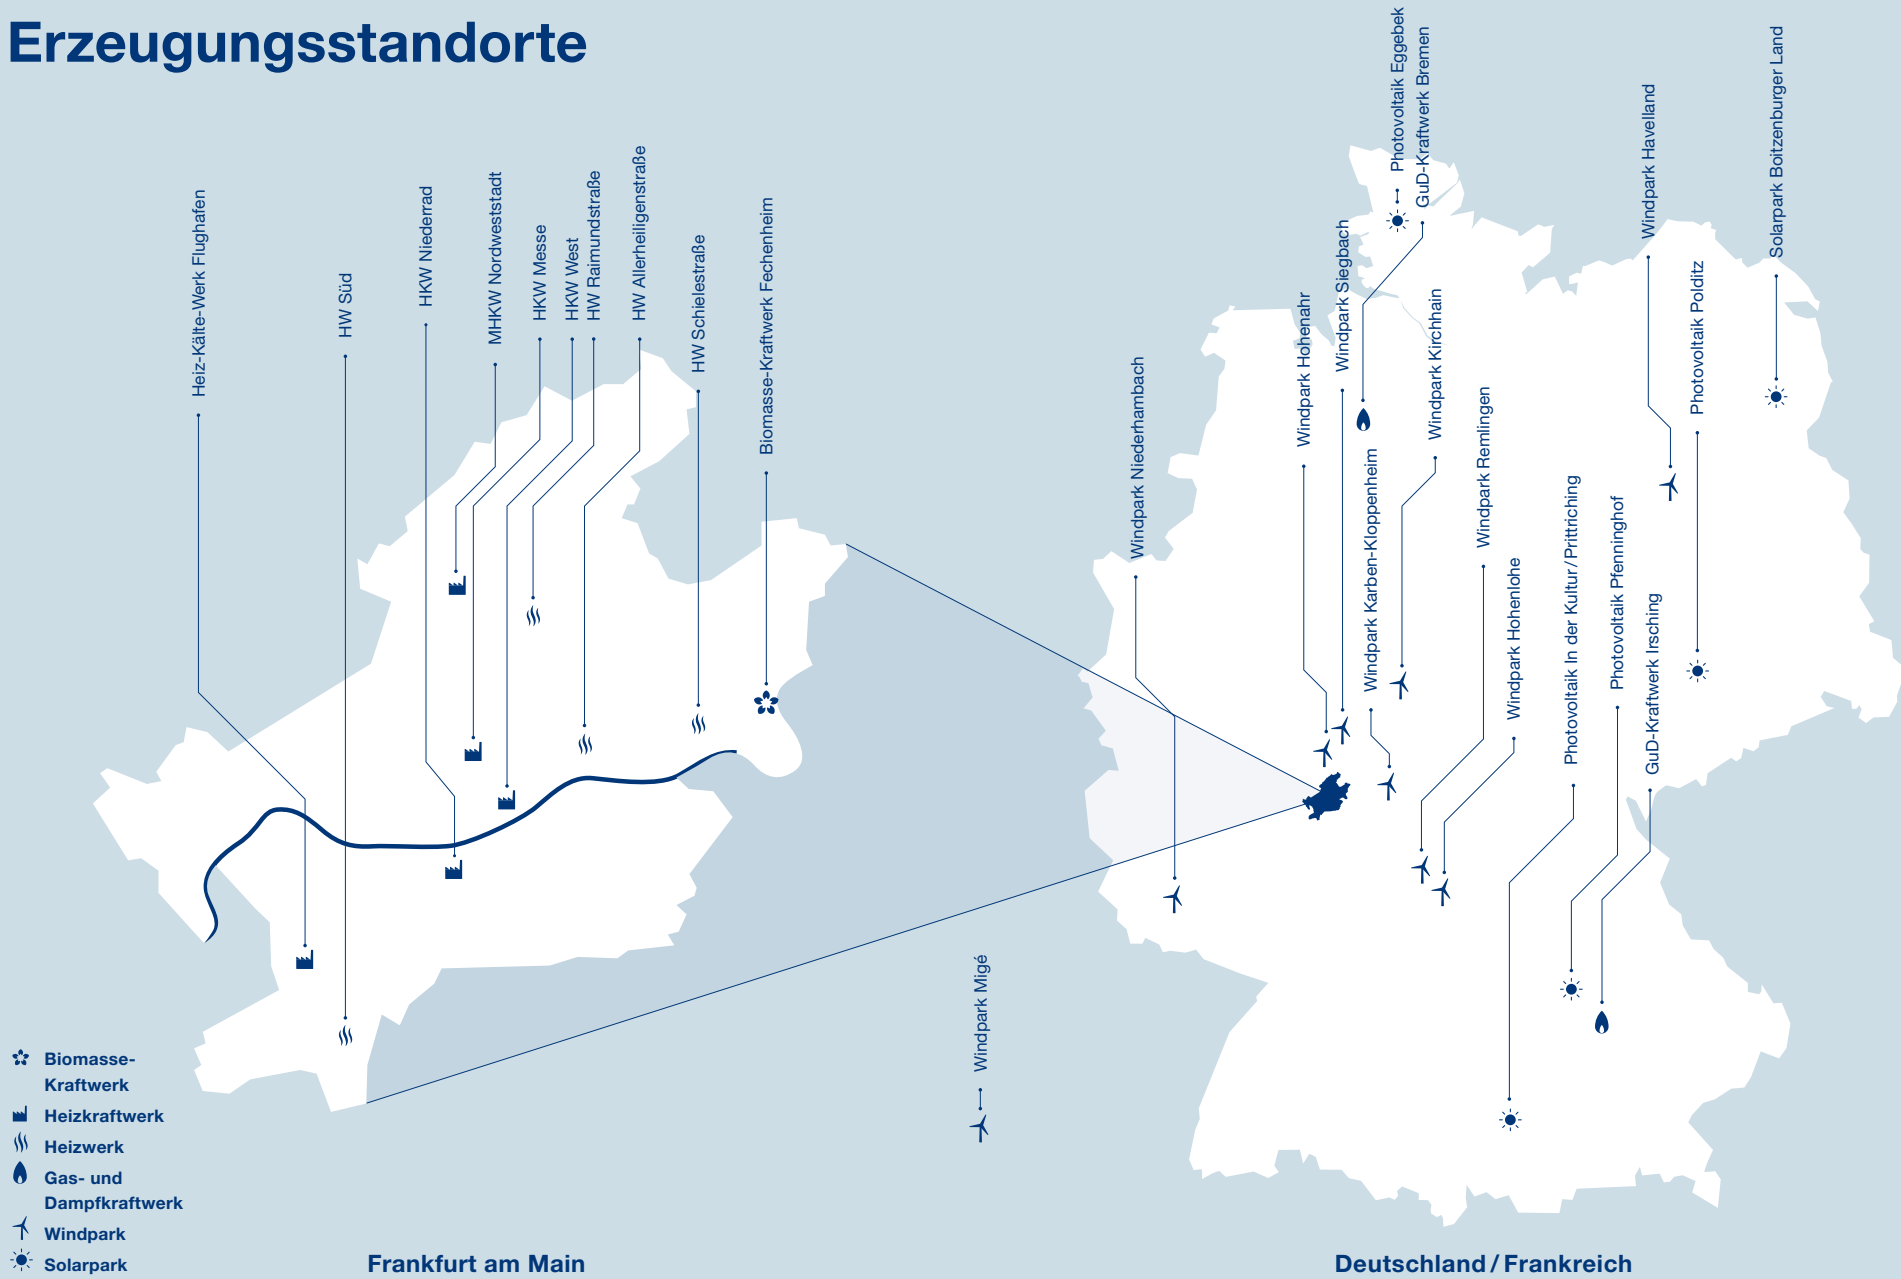 Erzeugungsstandorte
Heiz-Kälte-Werk Flughafen
HW Süd
HKW Niederrad
MHKW Nordweststadt
HKW Messe
HKW West
HW Raimundstraße
HW Allerheiligenstraße
HW Schielestraße
Biomasse-Kraftwerk Fechenheim
Windpark Migé
Windpark Niederhambach
Windpark Hohenahr
Windpark Siegbach
Windpark Karben-Kloppenheim
Photovoltaik Eggebek
GuD-Kraftwerk Bremen
Windpark Kirchhain
Windpark Remlingen
Windpark Hohenlohe
Photovoltaik In der Kultur/Prittriching
Photovoltaik Pfenninghof
GuD-Kraftwerk Irsching
Windpark Havelland
Photovoltaik Polditz
Solarpark Boitzenburger Land
Biomasse-
Kraftwerk
Heizkraftwerk
Heizwerk
Gas- und
Dampfkraftwerk
Windpark
Solarpark
Frankfurt am Main
Deutschland/Frankreich